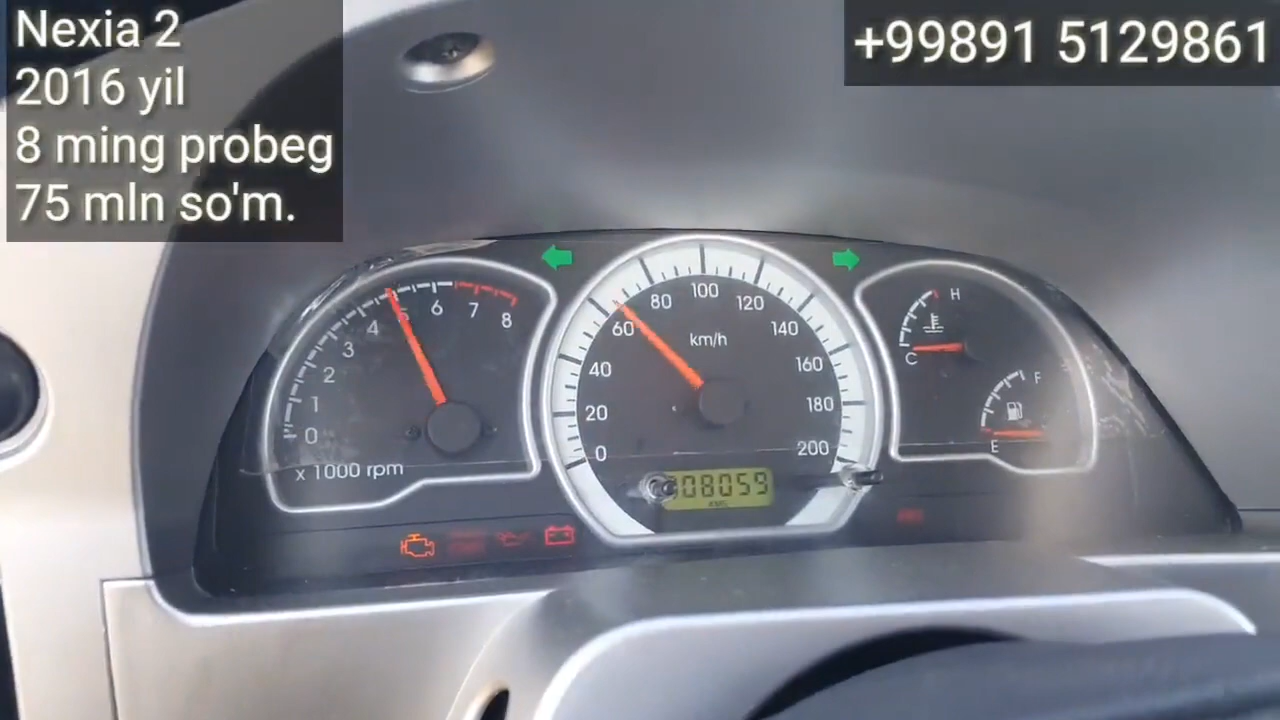 Nexia 2
2016 yil
8 ming probeg
75 mln so'm.
+99891 5129861
0 1 2 3 4 5 6 7 8
x 1000 rpm
0 20 40 60 80 100 120 140 160 180 200
km/h
08059
H
C
F
E